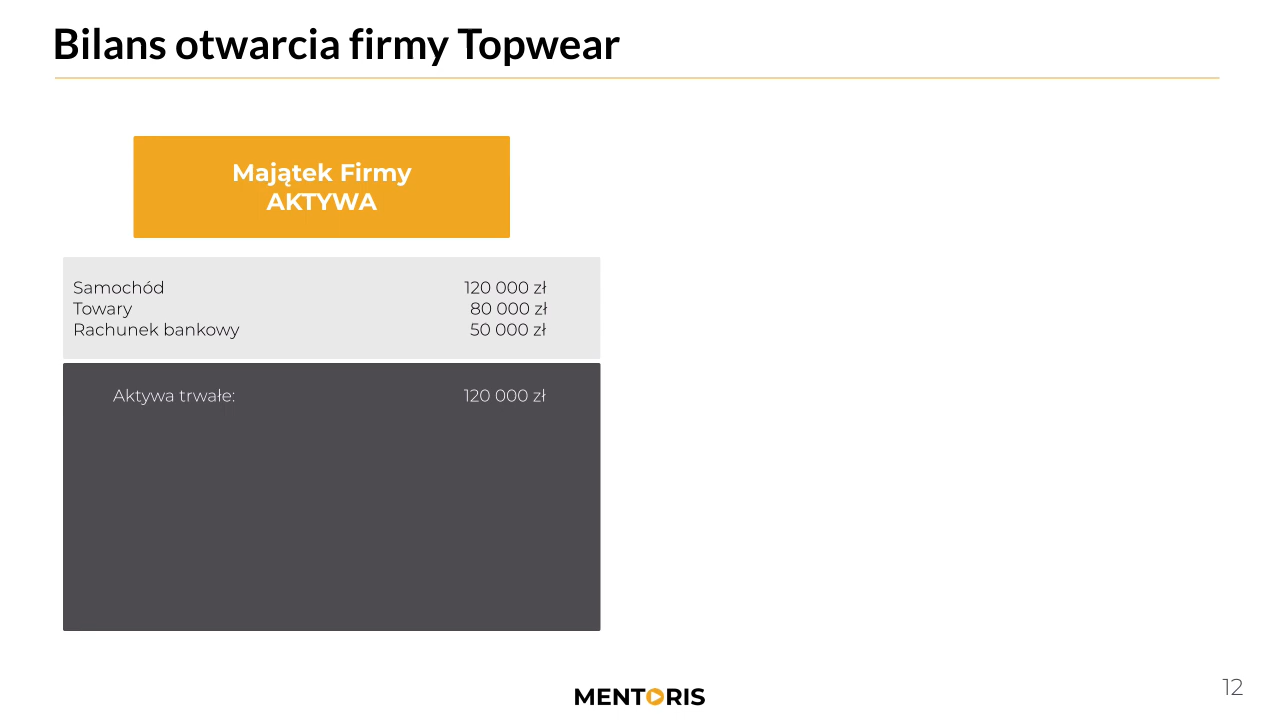 Bilans otwarcia firmy Topwear
Majątek Firmy
AKTYWA
Samochód 120 000 zł
Towary 80 000 zł
Rachunek bankowy 50 000 zł
Aktywa trwałe: 120 000 zł
MENTORIS
12